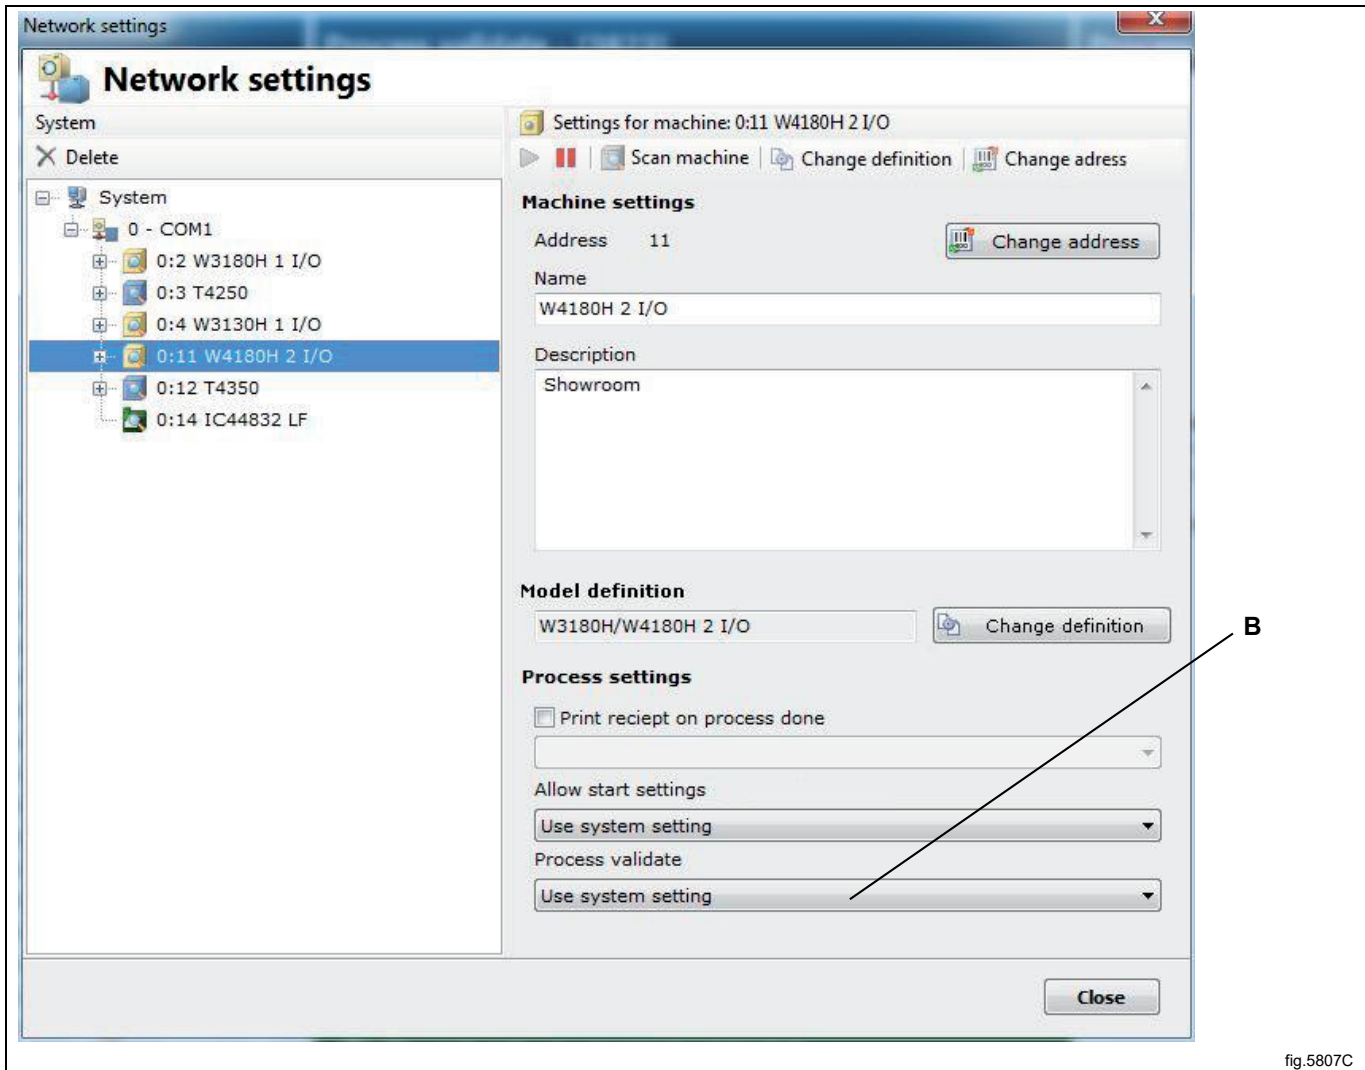 Network settings
X
Network settings
System
Settings for machine: 0:11 W4180H 2 I/O
Delete
Scan machine
Change definition
Change adress
System
0 - COM1
0:2 W3180H 1 I/O
0:3 T4250
0:4 W3130H 1 I/O
0:11 W4180H 2 I/O
0:12 T4350
0:14 IC44832 LF
Machine settings
Address 11
Change address
Name
W4180H 2 I/O
Description
Showroom
Model definition
W3180H/W4180H 2 I/O
Change definition
B
Process settings
Print reciept on process done
Allow start settings
Use system setting
Process validate
Use system setting
Close
fig.5807C